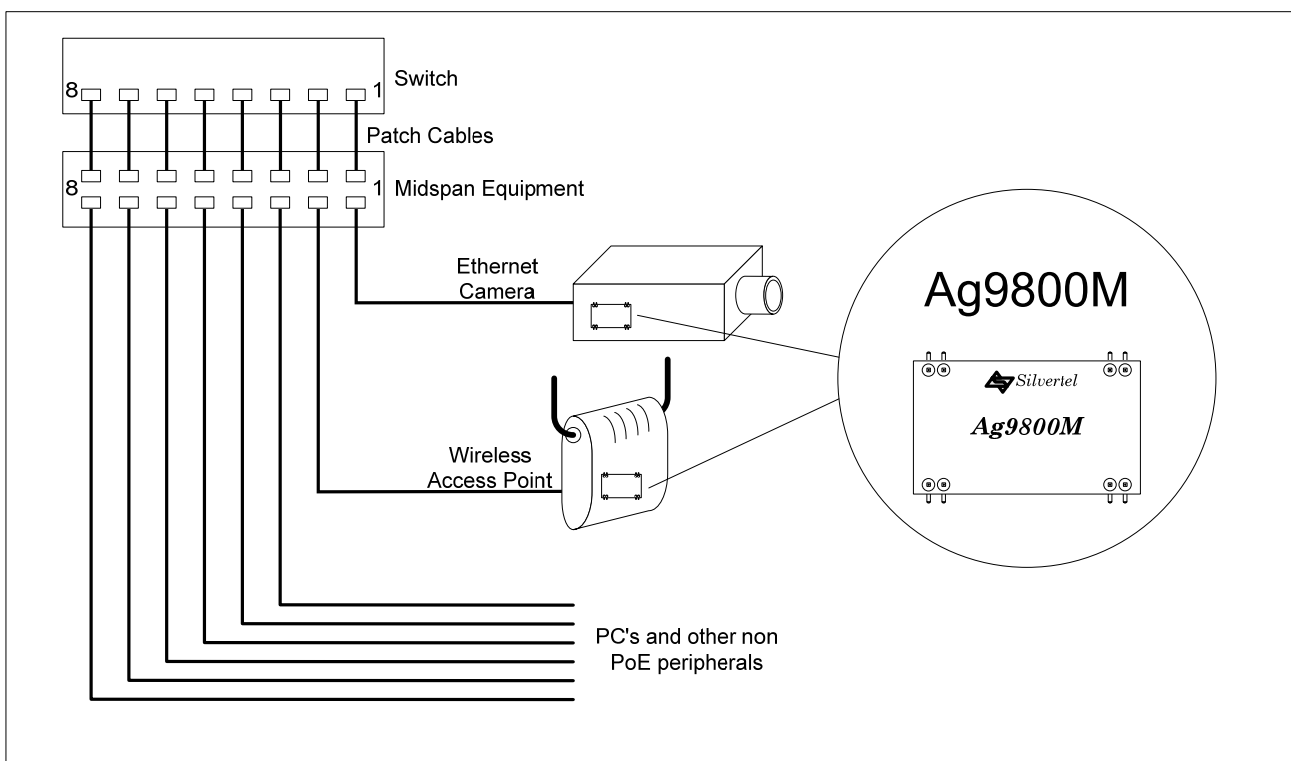 8
1
Switch
Patch Cables
8
1
Midspan Equipment
Ethernet
Camera
Wireless
Access Point
PC's and other non
PoE peripherals
Ag9800M
Silvertel
Ag9800M